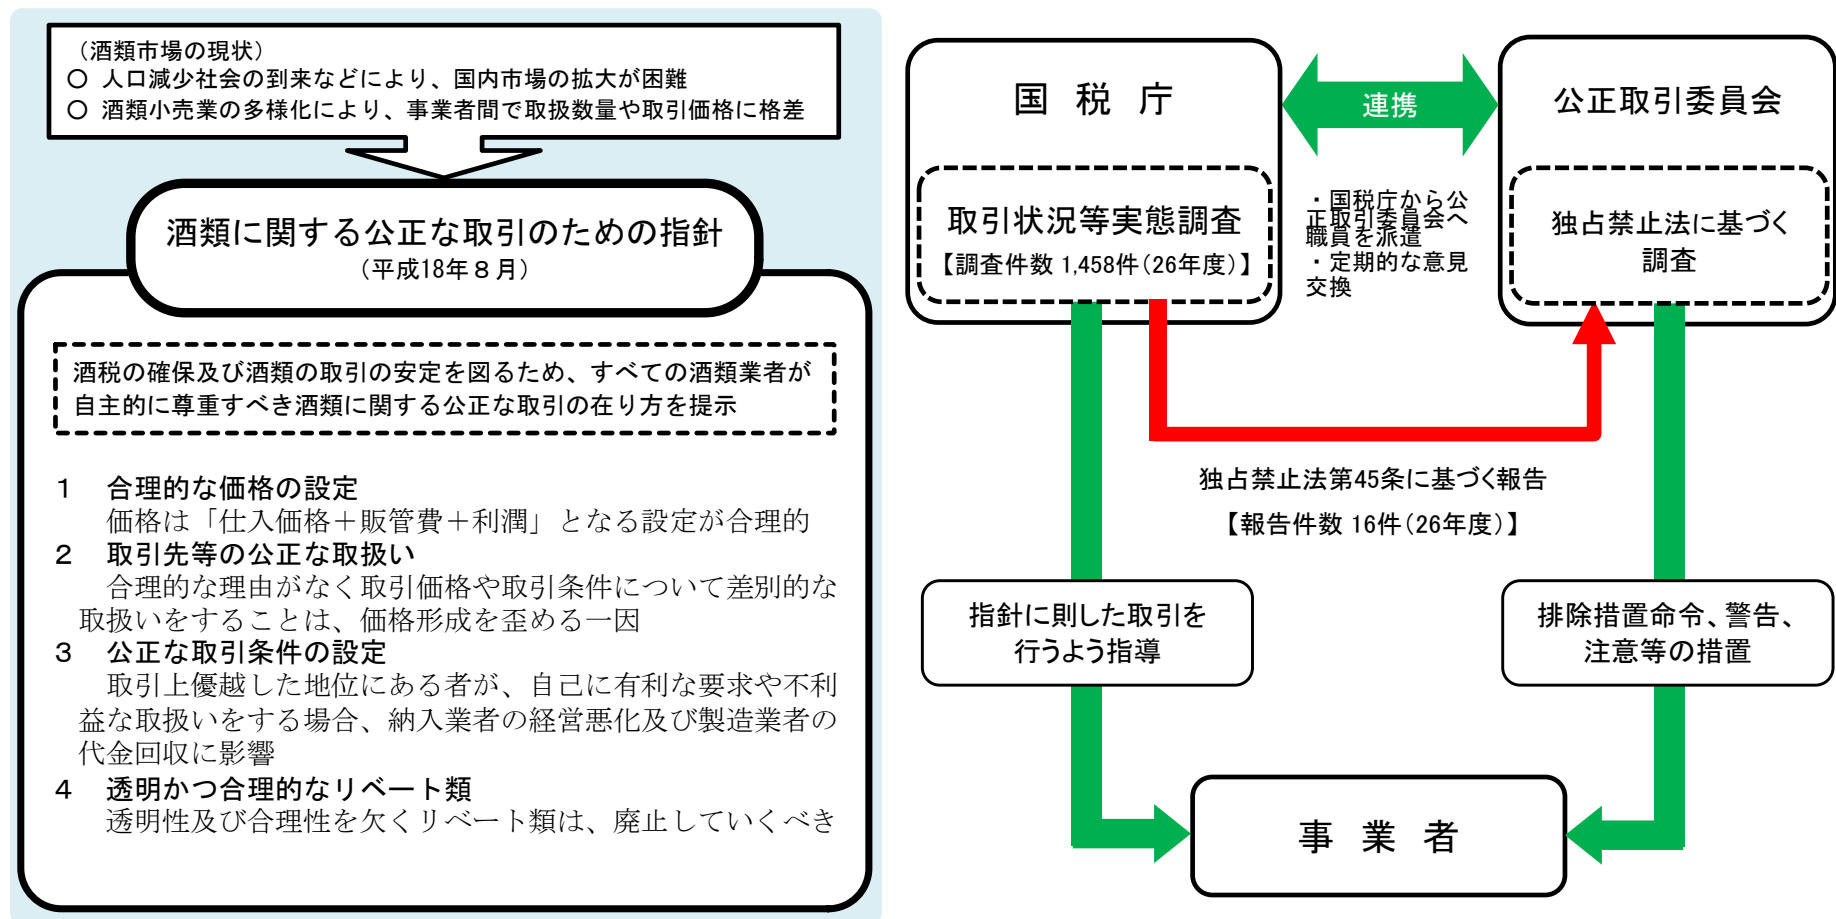 （酒類市場の現状）
○ 人口減少社会の到来などにより、国内市場の拡大が困難
○ 酒類小売業の多様化により、事業者間で取扱数量や取引価格に格差
酒類に関する公正な取引のための指針
（平成18年８月）
酒税の確保及び酒類の取引の安定を図るため、すべての酒類業者が
自主的に尊重すべき酒類に関する公正な取引の在り方を提示
１　合理的な価格の設定
価格は「仕入価格＋販管費＋利潤」となる設定が合理的
２　取引先等の公正な取扱い
合理的な理由がなく取引価格や取引条件について差別的な
取扱いをすることは、価格形成を歪める一因
３　公正な取引条件の設定
取引上優越した地位にある者が、自己に有利な要求や不利
益な取扱いをする場合、納入業者の経営悪化及び製造業者の
代金回収に影響
４　透明かつ合理的なリベート類
透明性及び合理性を欠くリベート類は、廃止していくべき
国 税 庁
取引状況等実態調査
【調査件数 1,458件（26年度）】
連携
・国税庁から公
正取引委員会へ
職員を派遣
・定期的な意見
交換
公正取引委員会
独占禁止法に基づく
調査
独占禁止法第45条に基づく報告
【報告件数 16件（26年度）】
指針に則した取引を
行うよう指導
排除措置命令、警告、
注意等の措置
事 業 者